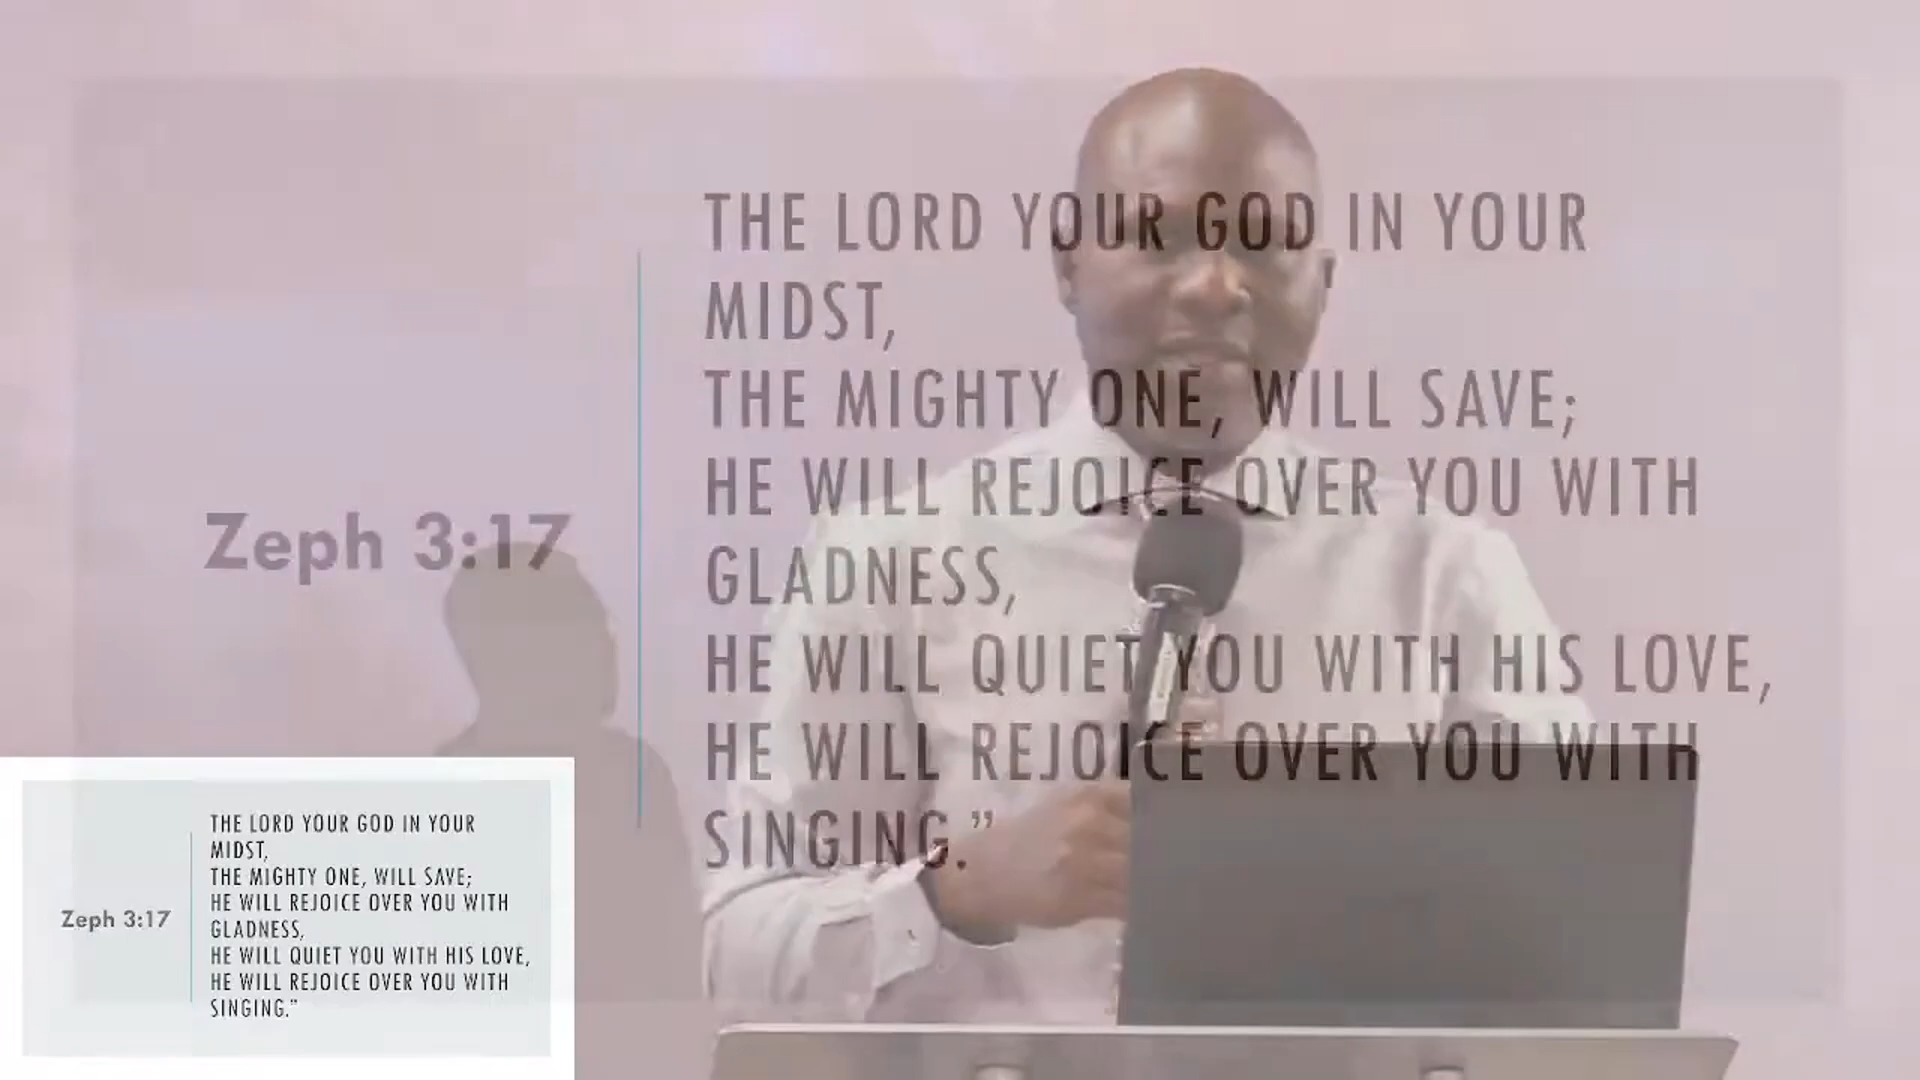 Zeph 3:17
THE LORD YOUR GOD IN YOUR
MIDST,
THE MIGHTY ONE, WILL SAVE;
HE WILL REJOICE OVER YOU WITH
GLADNESS,
HE WILL QUIET YOU WITH HIS LOVE,
HE WILL REJOICE OVER YOU WITH
SINGING.”
Zeph 3:17
THE LORD YOUR GOD IN YOUR
MIDST,
THE MIGHTY ONE, WILL SAVE;
HE WILL REJOICE OVER YOU WITH
GLADNESS,
HE WILL QUIET YOU WITH HIS LOVE,
HE WILL REJOICE OVER YOU WITH
SINGING.”